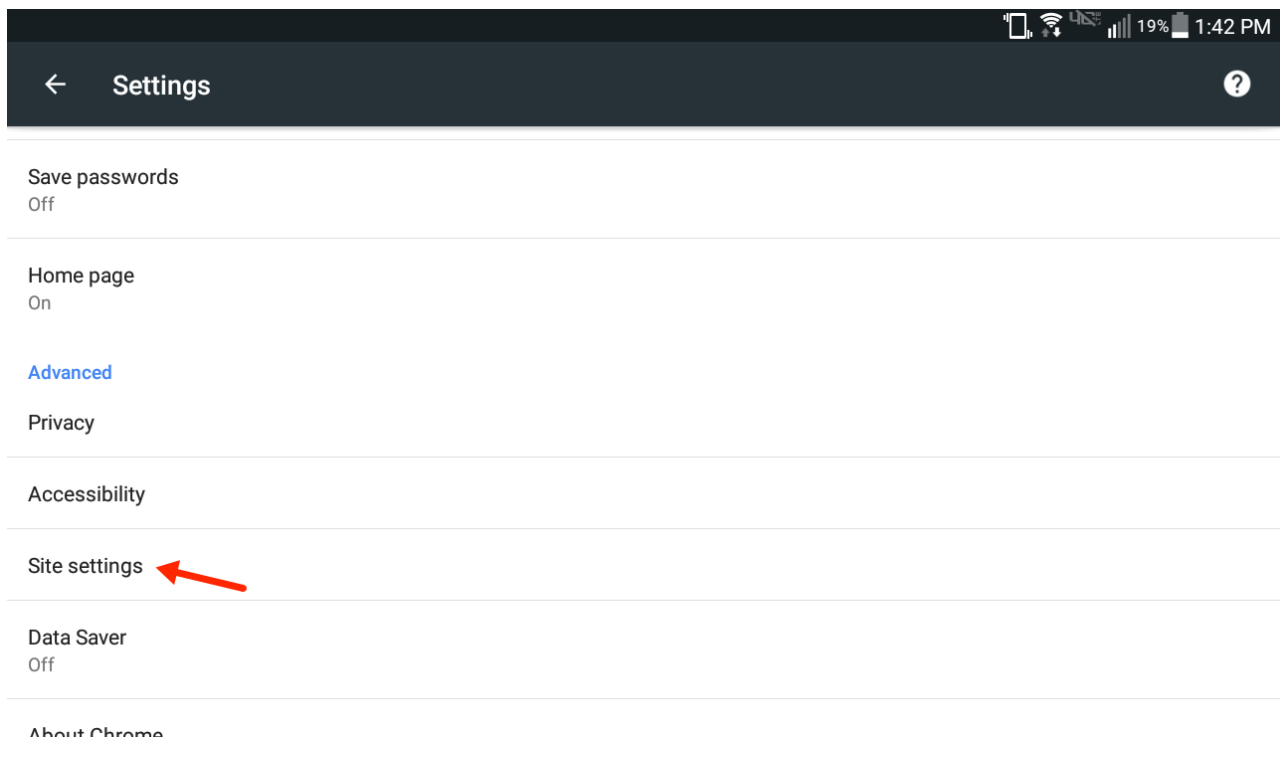 19% 1:42 PM
Settings
Save passwords
Off
Home page
On
Advanced
Privacy
Accessibility
Site settings
Data Saver
Off
About Chrome